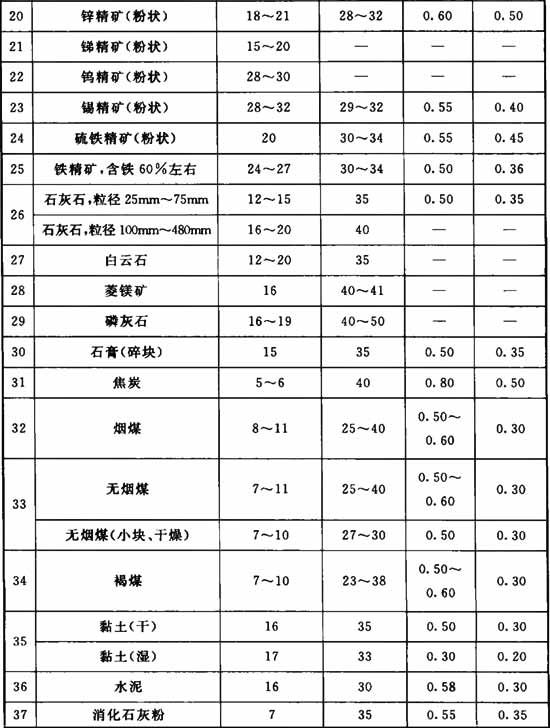 20 锌精矿(粉状) 18～21 28～32 0.60 0.50
21 锑精矿(粉状) 15～20 — — —
22 钨精矿(粉状) 28～30 — — —
23 锡精矿(粉状) 28～32 29～32 0.55 0.40
24 硫铁精矿(粉状) 20 30～34 0.55 0.45
25 铁精矿,含铁60%左右 24～27 30～34 0.50 0.36
26 石灰石,粒径25mm～75mm 12～15 35 0.50 0.35
石灰石,粒径100mm～480mm 16～20 40 — —
27 白云石 12～20 35 — —
28 菱镁矿 16 40～41 — —
29 磷灰石 16～19 40～50 — —
30 石膏(碎块) 15 35 0.50 0.35
31 焦炭 5～6 40 0.80 0.50
32 烟煤 8～11 25～40 0.50～
0.60 0.30
33 无烟煤 7～11 25～40 0.50～
0.60 0.30
无烟煤(小块、干燥) 7～10 27～30 0.50 0.30
34 褐煤 7～10 23～38 0.50～
0.60 0.30
35 黏土(干) 16 35 0.50 0.30
黏土(湿) 17 33 0.30 0.20
36 水泥 16 30 0.58 0.30
37 消化石灰粉 7 35 0.55 0.35